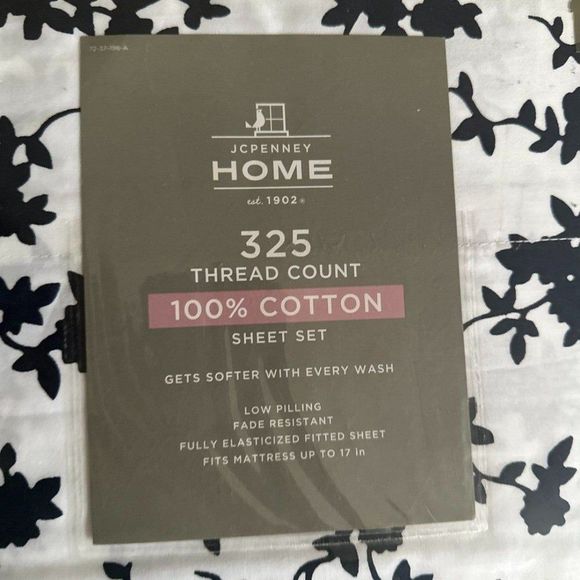 JCPENNEY
HOME
est. 1902®
325
THREAD COUNT
100% COTTON
SHEET SET
GETS SOFTER WITH EVERY WASH
LOW PILLING
FADE RESISTANT
FULLY ELASTICIZED FITTED SHEET
FITS MATTRESS UP TO 17 in